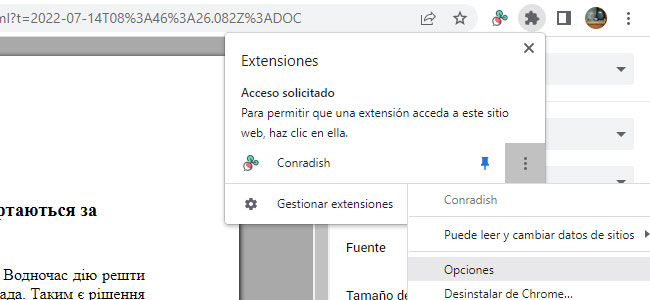 ml?t=2022-07-14T08%3A46%3A26.082Z%3ADOC
Extensiones
Acceso solicitado
Para permitir que una extensión acceda a este sitio
web, haz clic en ella.
Conradish
Gestionar extensiones
Conradish
Puede leer y cambiar datos de sitios
Opciones
Desinstalar de Chrome...
ртаються за
Водночас дію решти
ада. Таким є рішення
Fuente
Tamaño de